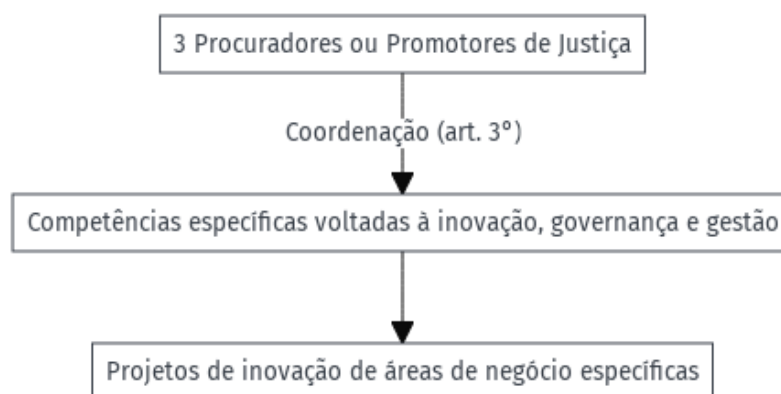 3 Procuradores ou Promotores de Justiça
Coordenação (art. 3º)
Competências específicas voltadas à inovação, governança e gestão
Projetos de inovação de áreas de negócio específicas